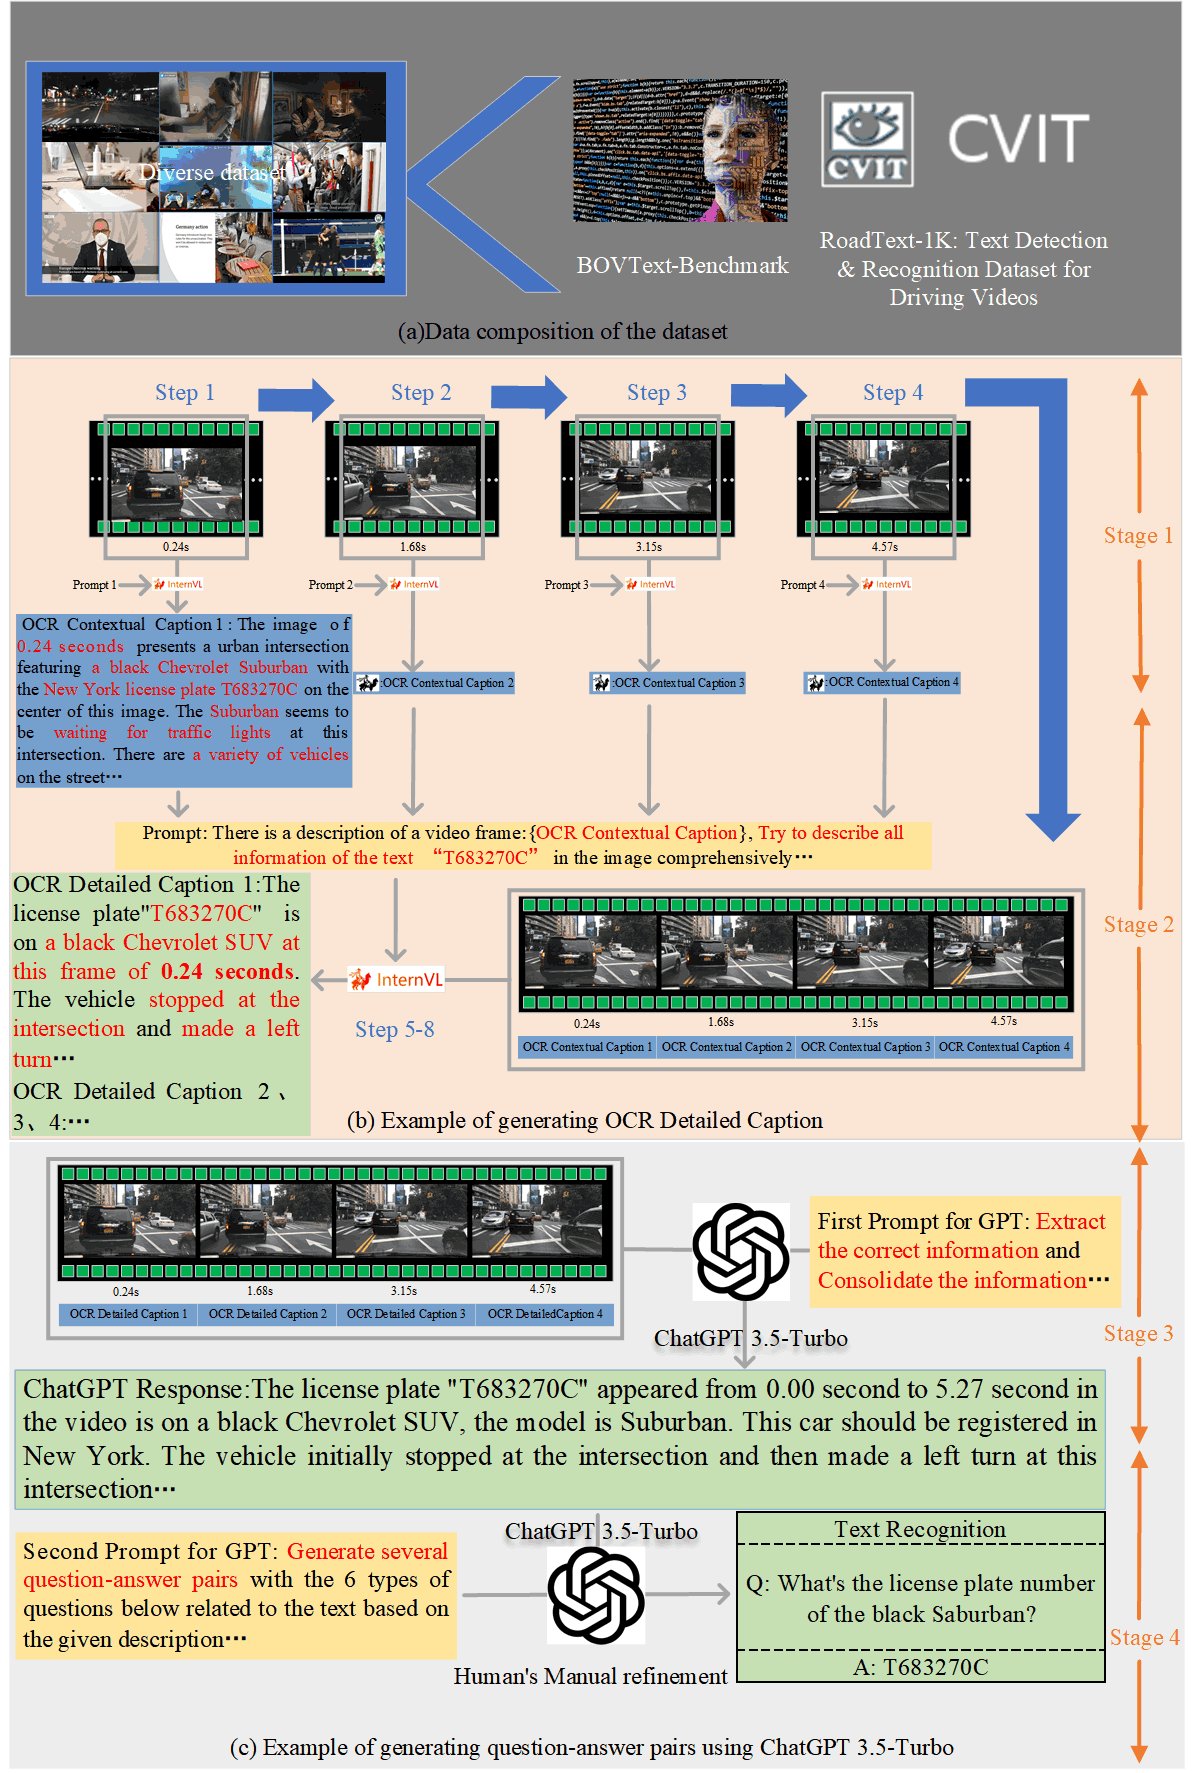 Diverse dataset
Germany action
CVIT
CVIT
BOVText-Benchmark
RoadText-1K: Text Detection
& Recognition Dataset for
Driving Videos
(a)Data composition of the dataset
Step 1
Step 2
Step 3
Step 4
0.24s
1.68s
3.15s
4.57s
Stage 1
Prompt 1
InternVL
Prompt 2
InternVL
Prompt 3
InternVL
Prompt 4
InternVL
OCR Contextual Caption 1: The image of
0.24 seconds presents a urban intersection
featuring a black Chevrolet Suburban with
the New York license plate T683270C on the
center of this image. The Suburban seems to
be waiting for traffic lights at this
intersection. There are a variety of vehicles
on the street···
:OCR Contextual Caption 2
:OCR Contextual Caption 3
:OCR Contextual Caption 4
Prompt: There is a description of a video frame:{OCR Contextual Caption}, Try to describe all
information of the text “T683270C” in the image comprehensively···
OCR Detailed Caption 1:The
license plate"T683270C" is
on a black Chevrolet SUV at
this frame of 0.24 seconds.
The vehicle stopped at the
intersection and made a left
turn···
OCR Detailed Caption 2、
3、4:···
InternVL
Step 5-8
0.24s
1.68s
3.15s
4.57s
OCR Contextual Caption 1
OCR Contextual Caption 2
OCR Contextual Caption 3
OCR Contextual Caption 4
Stage 2
(b) Example of generating OCR Detailed Caption
0.24s
1.68s
3.15s
4.57s
OCR Detailed Caption 1
OCR Detailed Caption 2
OCR Detailed Caption 3
OCR DetailedCaption 4
First Prompt for GPT: Extract
the correct information and
Consolidate the information···
ChatGPT 3.5-Turbo
Stage 3
ChatGPT Response:The license plate "T683270C" appeared from 0.00 second to 5.27 second in
the video is on a black Chevrolet SUV, the model is Suburban. This car should be registered in
New York. The vehicle initially stopped at the intersection and then made a left turn at this
intersection···
ChatGPT 3.5-Turbo
Second Prompt for GPT: Generate several
question-answer pairs with the 6 types of
questions below related to the text based on
the given description···
Human's Manual refinement
Text Recognition
Q: What's the license plate number
of the black Saburban?
A: T683270C
Stage 4
(c) Example of generating question-answer pairs using ChatGPT 3.5-Turbo